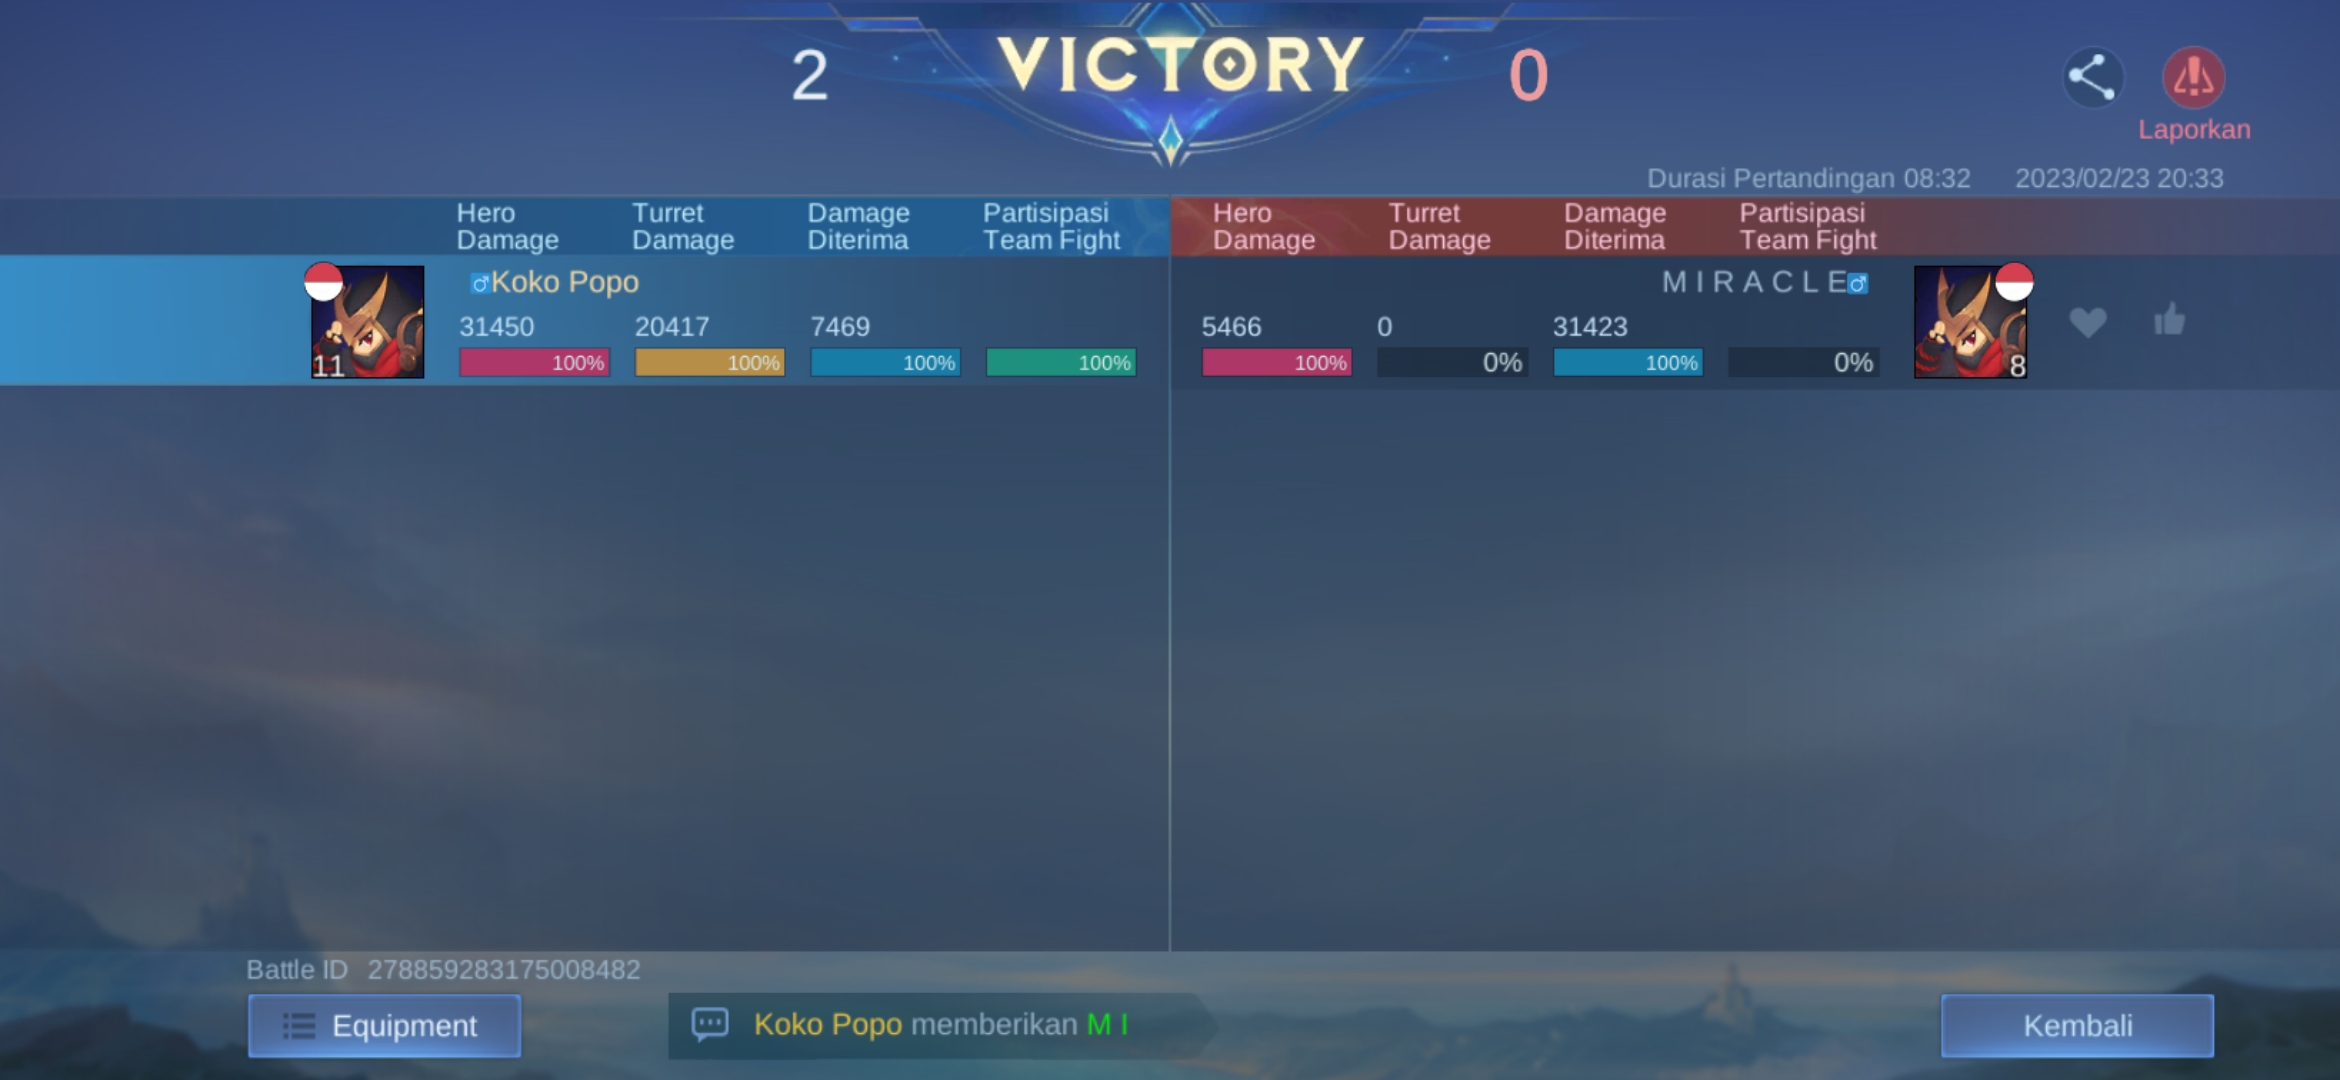 2 VICTORY 0
Laporkan
Durasi Pertandingan 08:32 2023/02/23 20:33
Hero Damage Turret Damage Damage Diterima Partisipasi Team Fight Hero Damage Turret Damage Damage Diterima Partisipasi Team Fight
♂Koko Popo M I R A C L E♂
31450 20417 7469 5466 0 31423
11 100% 100% 100% 100% 100% 0% 100% 0% 8
Battle ID 278859283175008482
Equipment Koko Popo memberikan M I Kembali